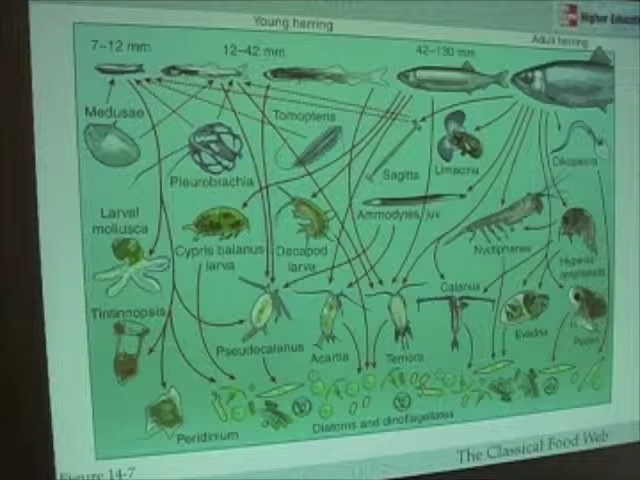 Young herring
Higher Education
7–12 mm
12–42 mm
42–130 mm
Adult herring
Medusae
Tomopteris
Pleurobrachia
Sagitta
Limacina
Oikopleura
Larval
mollusca
Cypris balanus
larva
Decapod
larva
Ammodytes juv
Nyctiphanes
Hyperiid
amphipods
Tintinnopsis
Calanus
Pseudocalanus
Acartia
Temora
Evadne
Podon
Peridinium
Diatoms and dinoflagellates
Figure 14-7
The Classical Food Web